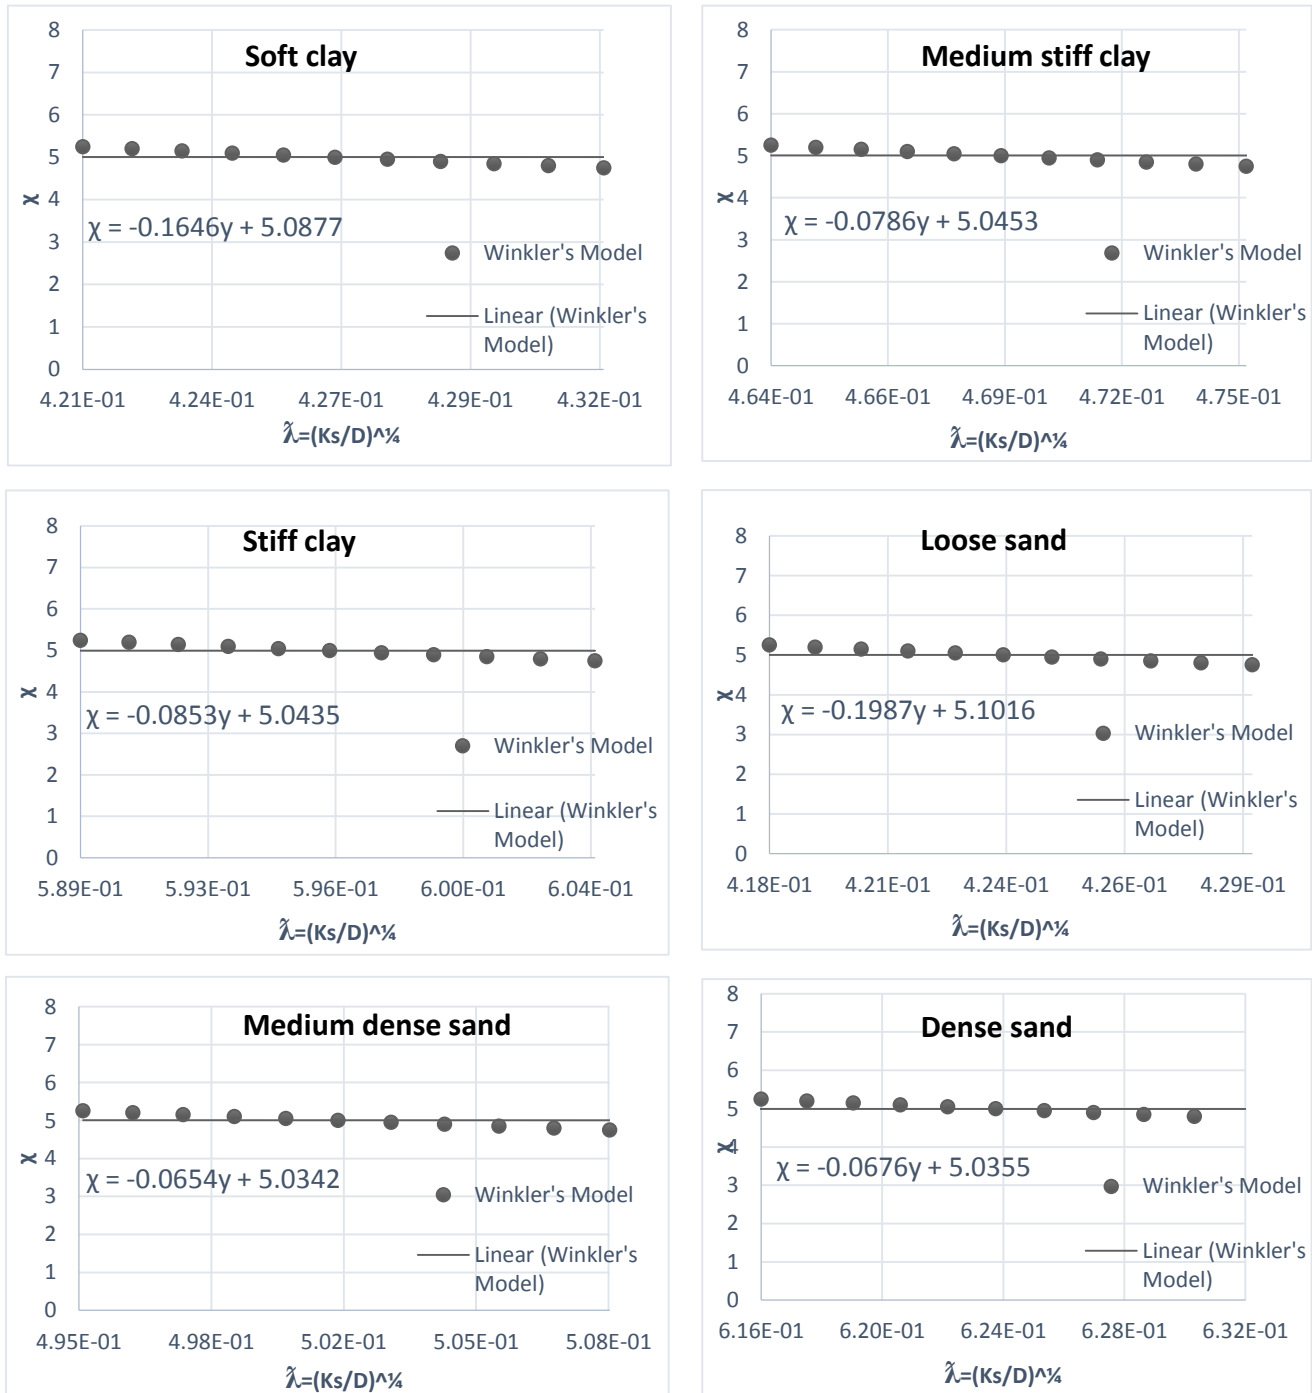 Soft clay
8
7
6
5
4
3
2
1
0
χ
χ = -0.1646y + 5.0877
Winkler's Model
Linear (Winkler's
Model)
4.21E-01 4.24E-01 4.27E-01 4.29E-01 4.32E-01
λ̃=(Ks/D)^¼
Medium stiff clay
8
7
6
5
4
3
2
1
0
χ
χ = -0.0786y + 5.0453
Winkler's Model
Linear (Winkler's
Model)
4.64E-01 4.66E-01 4.69E-01 4.72E-01 4.75E-01
λ̃=(Ks/D)^¼
Stiff clay
8
7
6
5
4
3
2
1
0
χ
χ = -0.0853y + 5.0435
Winkler's Model
Linear (Winkler's
Model)
5.89E-01 5.93E-01 5.96E-01 6.00E-01 6.04E-01
λ̃=(Ks/D)^¼
Loose sand
8
7
6
5
4
3
2
1
0
χ
χ = -0.1987y + 5.1016
Winkler's Model
Linear (Winkler's
Model)
4.18E-01 4.21E-01 4.24E-01 4.26E-01 4.29E-01
λ̃=(Ks/D)^¼
Medium dense sand
8
7
6
5
4
3
2
1
0
χ
χ = -0.0654y + 5.0342
Winkler's Model
Linear (Winkler's
Model)
4.95E-01 4.98E-01 5.02E-01 5.05E-01 5.08E-01
λ̃=(Ks/D)^¼
Dense sand
8
7
6
5
4
3
2
1
0
χ
χ = -0.0676y + 5.0355
Winkler's Model
Linear (Winkler's
Model)
6.16E-01 6.20E-01 6.24E-01 6.28E-01 6.32E-01
λ̃=(Ks/D)^¼